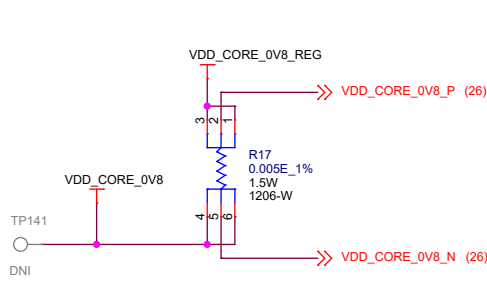 VDD_CORE_0V8_REG
VDD_CORE_0V8_P (26)
3 2 1
R17
0.005E_1%
1.5W
1206-W
VDD_CORE_0V8
4 5 6
TP141
DNI
VDD_CORE_0V8_N (26)